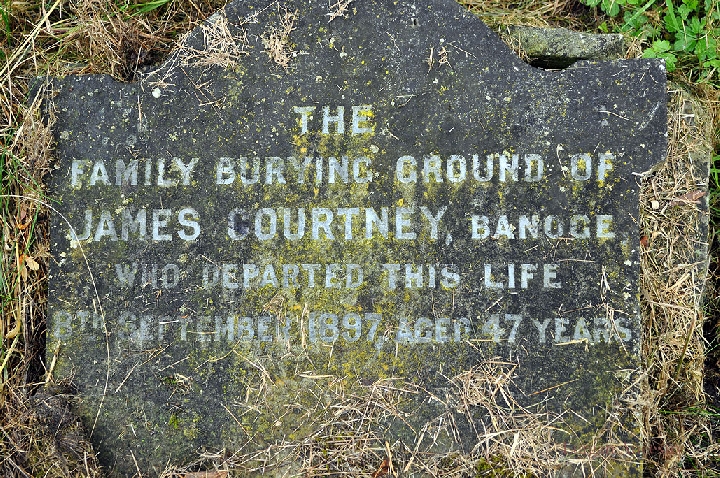 THE
FAMILY BURYING GROUND OF
JAMES COURTNEY, BANOGE
WHO DEPARTED THIS LIFE
8TH SEPTEMBER 1897, AGED 47 YEARS